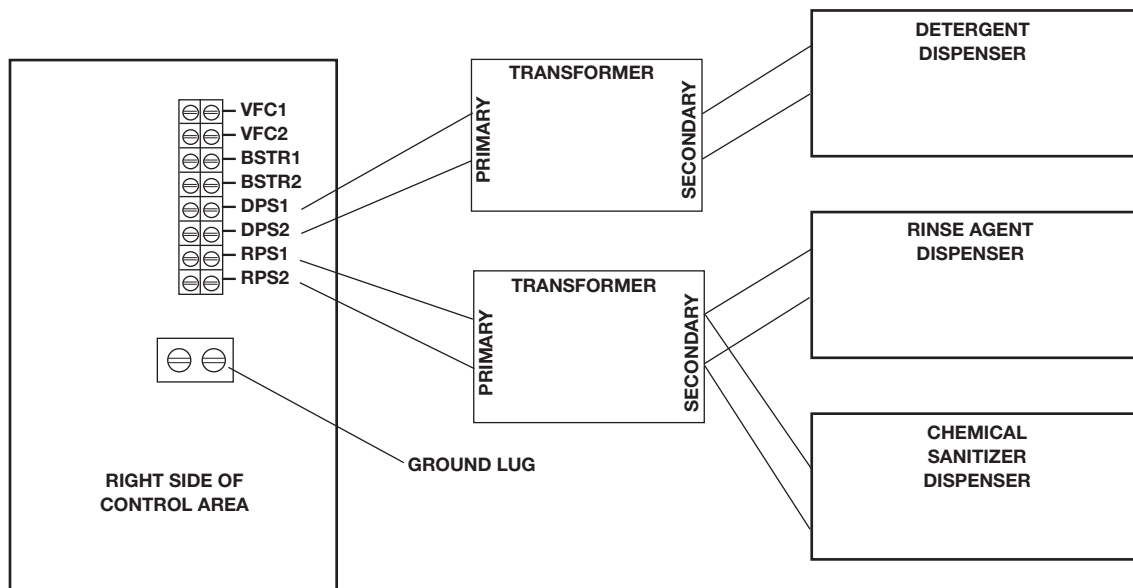 VFC1
VFC2
BSTR1
BSTR2
DPS1
DPS2
RPS1
RPS2
GROUND LUG
RIGHT SIDE OF
CONTROL AREA
TRANSFORMER
PRIMARY
SECONDARY
TRANSFORMER
PRIMARY
SECONDARY
DETERGENT
DISPENSER
RINSE AGENT
DISPENSER
CHEMICAL
SANITIZER
DISPENSER